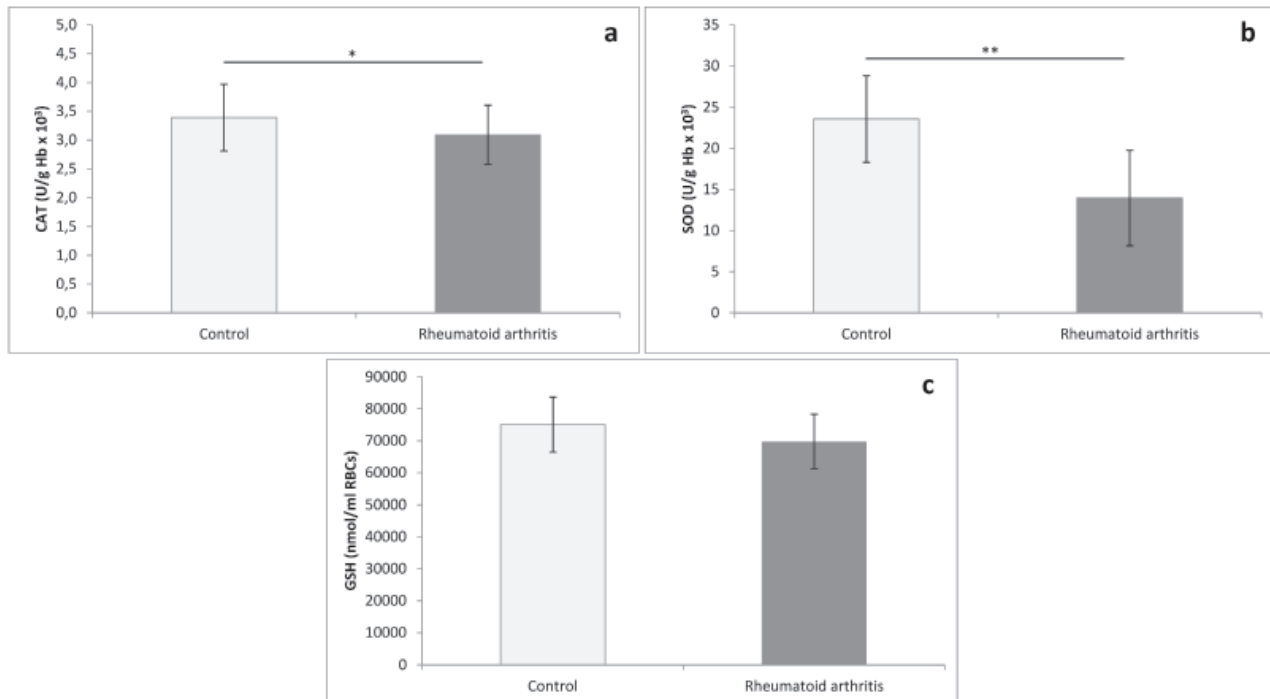 a
CAT (U/g Hb x 10³)
5,0
4,5
4,0
3,5
3,0
2,5
2,0
1,5
1,0
0,5
0,0
*
Control
Rheumatoid arthritis
b
SOD (U/g Hb x 10³)
35
30
25
20
15
10
5
0
**
Control
Rheumatoid arthritis
c
GSH (nmol/ml RBCs)
90000
80000
70000
60000
50000
40000
30000
20000
10000
0
Control
Rheumatoid arthritis